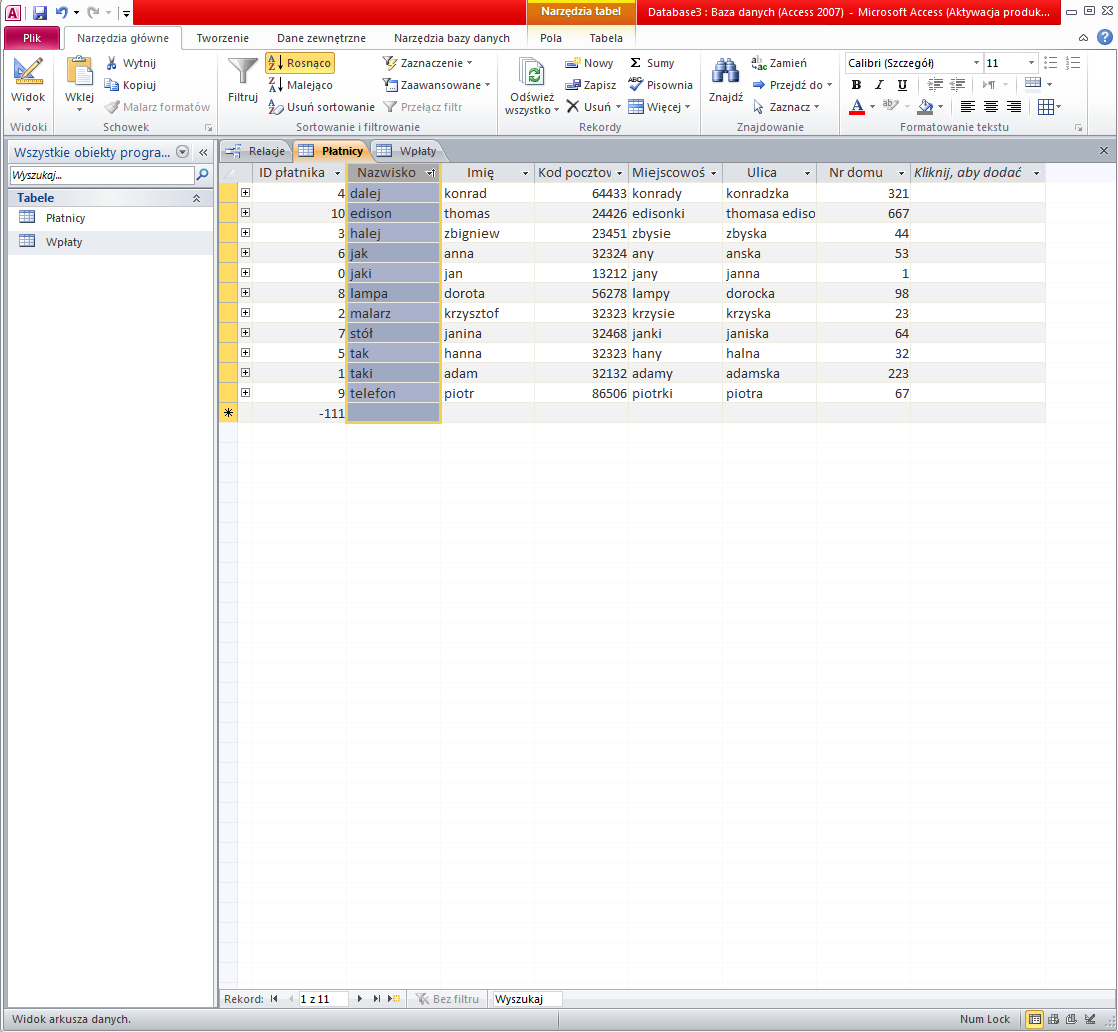 Narzędzia tabel
Database3 : Baza danych (Access 2007) - Microsoft Access (Aktywacja produk...
Plik Narzędzia główne Tworzenie Dane zewnętrzne Narzędzia bazy danych Pola Tabela
Widok
Widoki
Wklej
Wytnij
Kopiuj
Malarz formatów
Schowek
Filtruj
Rosnąco
Malejąco
Usuń sortowanie
Zaznaczenie
Zaawansowane
Przełącz filtr
Sortowanie i filtrowanie
Odśwież
wszystko
Nowy
Zapisz
Usuń
Sumy
Pisownia
Więcej
Rekordy
Znajdź
Zamień
Przejdź do
Zaznacz
Znajdowanie
Calibri (Szczegół) 11
B I U
Formatowanie tekstu
Wszystkie obiekty progra...
Wyszukaj...
Tabele
Płatnicy
Wpłaty
Relacje Płatnicy Wpłaty
ID płatnika Nazwisko Imię Kod pocztow Miejscowoś Ulica Nr domu Kliknij, aby dodać
4 dalej konrad 64433 konrady konradzka 321
10 edison thomas 24426 edisonki thomasa ediso 667
3 halej zbigniew 23451 zbysie zbyska 44
6 jak anna 32324 any anska 53
0 jaki jan 13212 jany janna 1
8 lampa dorota 56278 lampy dorocka 98
2 malarz krzysztof 32323 krzysie krzyska 23
7 stół janina 32468 janki janiska 64
5 tak hanna 32323 hany halna 32
1 taki adam 32132 adamy adamska 223
9 telefon piotr 86506 piotrki piotra 67
-111
Rekord: 1 z 11 Bez filtru Wyszukaj
Widok arkusza danych. Num Lock